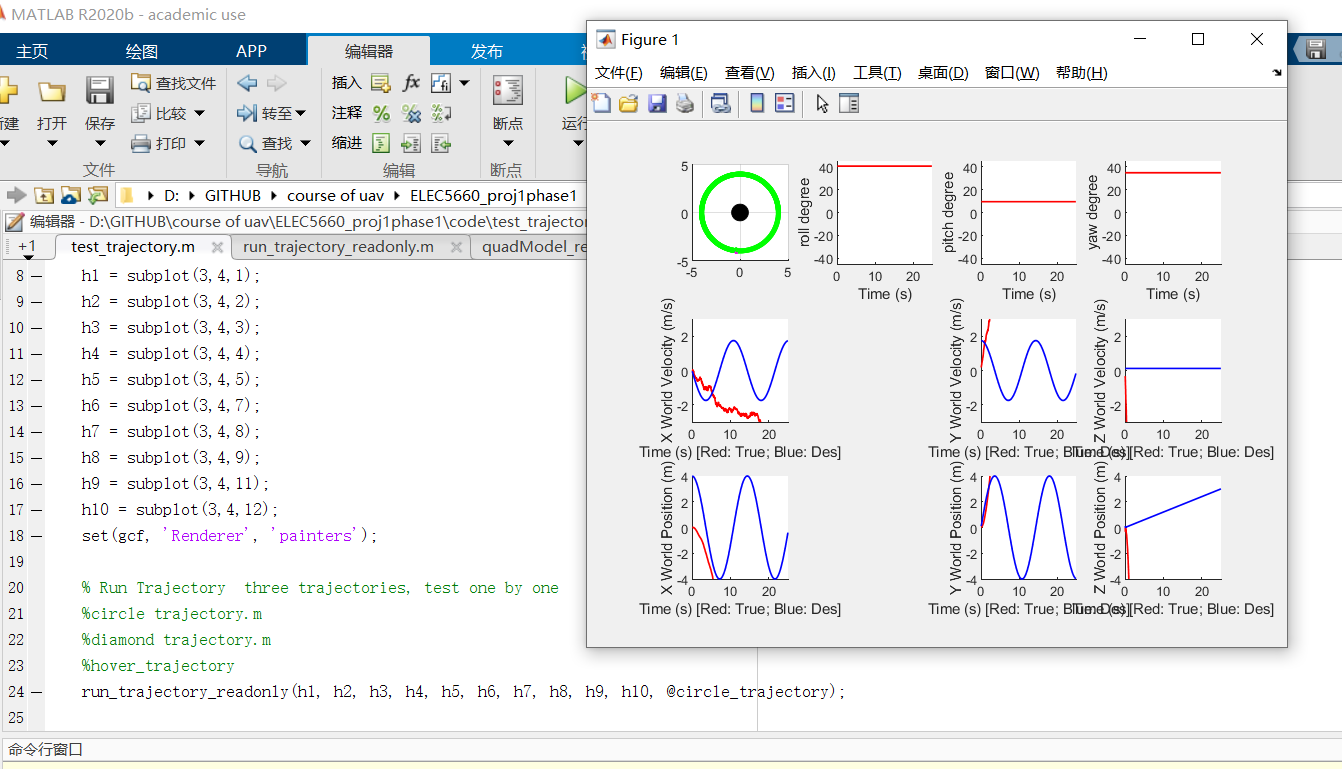 MATLAB R2020b - academic use
主页 绘图 APP 编辑器 发布
查找文件
比较
打印
打开 保存
文件
转至
查找
导航
插入 fx
注释
缩进
编辑
断点
断点
运行
D: GITHUB course of uav ELEC5660_proj1phase1
编辑器 - D:\GITHUB\course of uav\ELEC5660_proj1phase1\code\test_trajector
+1 test_trajectory.m run_trajectory_readonly.m quadModel_re
8 h1 = subplot(3,4,1);
9 h2 = subplot(3,4,2);
10 h3 = subplot(3,4,3);
11 h4 = subplot(3,4,4);
12 h5 = subplot(3,4,5);
13 h6 = subplot(3,4,7);
14 h7 = subplot(3,4,8);
15 h8 = subplot(3,4,9);
16 h9 = subplot(3,4,11);
17 h10 = subplot(3,4,12);
18 set(gcf, 'Renderer', 'painters');
19
20 % Run Trajectory  three trajectories, test one by one
21 %circle trajectory.m
22 %diamond trajectory.m
23 %hover_trajectory
24 run_trajectory_readonly(h1, h2, h3, h4, h5, h6, h7, h8, h9, h10, @circle_trajectory);
25
命令行窗口
Figure 1
文件(F) 编辑(E) 查看(V) 插入(I) 工具(T) 桌面(D) 窗口(W) 帮助(H)
5
0
-5
-5 0 5
roll degree
40
20
0
-20
-40
0 10 20
Time (s)
pitch degree
40
20
0
-20
-40
0 10 20
Time (s)
yaw degree
40
20
0
-20
-40
0 10 20
Time (s)
X World Velocity (m/s)
2
0
-2
0 10 20
Time (s) [Red: True; Blue: Des]
Y World Velocity (m/s)
2
0
-2
0 10 20
Time (s) [Red: True; Blue: Des]
Z World Velocity (m/s)
2
0
-2
0 10 20
Time (s) [Red: True; Blue: Des]
X World Position (m)
4
2
0
-2
-4
0 10 20
Time (s) [Red: True; Blue: Des]
Y World Position (m)
4
2
0
-2
-4
0 10 20
Time (s) [Red: True; Blue: Des]
Z World Position (m)
4
2
0
-2
-4
0 10 20
Time (s) [Red: True; Blue: Des]